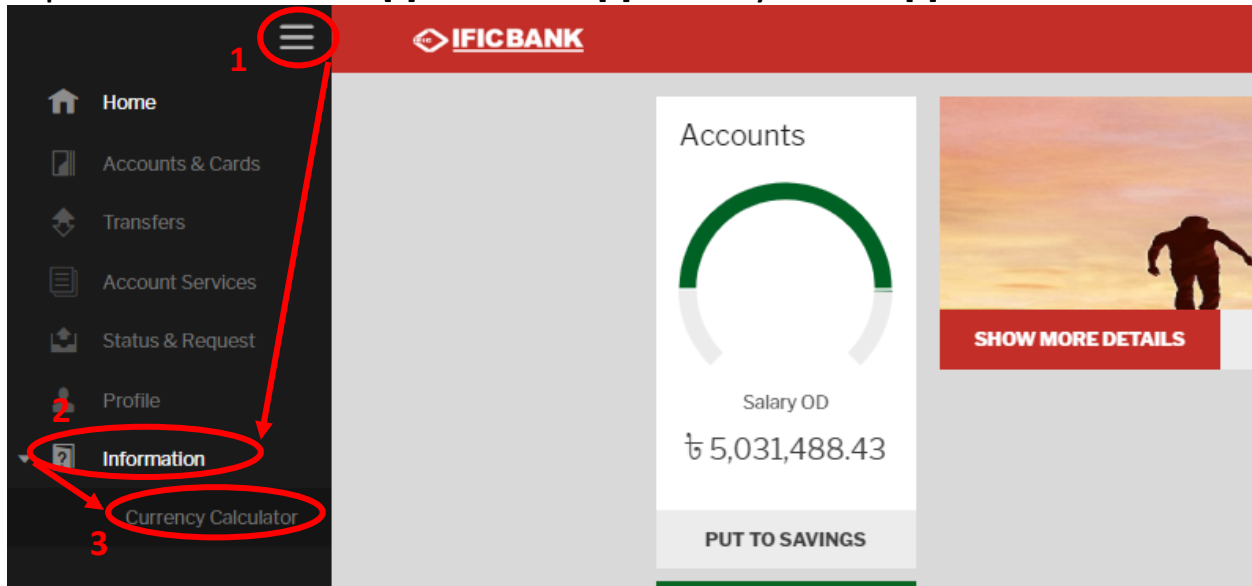 1
IFIC BANK
Home
Accounts & Cards
Transfers
Account Services
Status & Request
Profile
2
Information
Currency Calculator
3
Accounts
Salary OD
৳ 5,031,488.43
PUT TO SAVINGS
SHOW MORE DETAILS